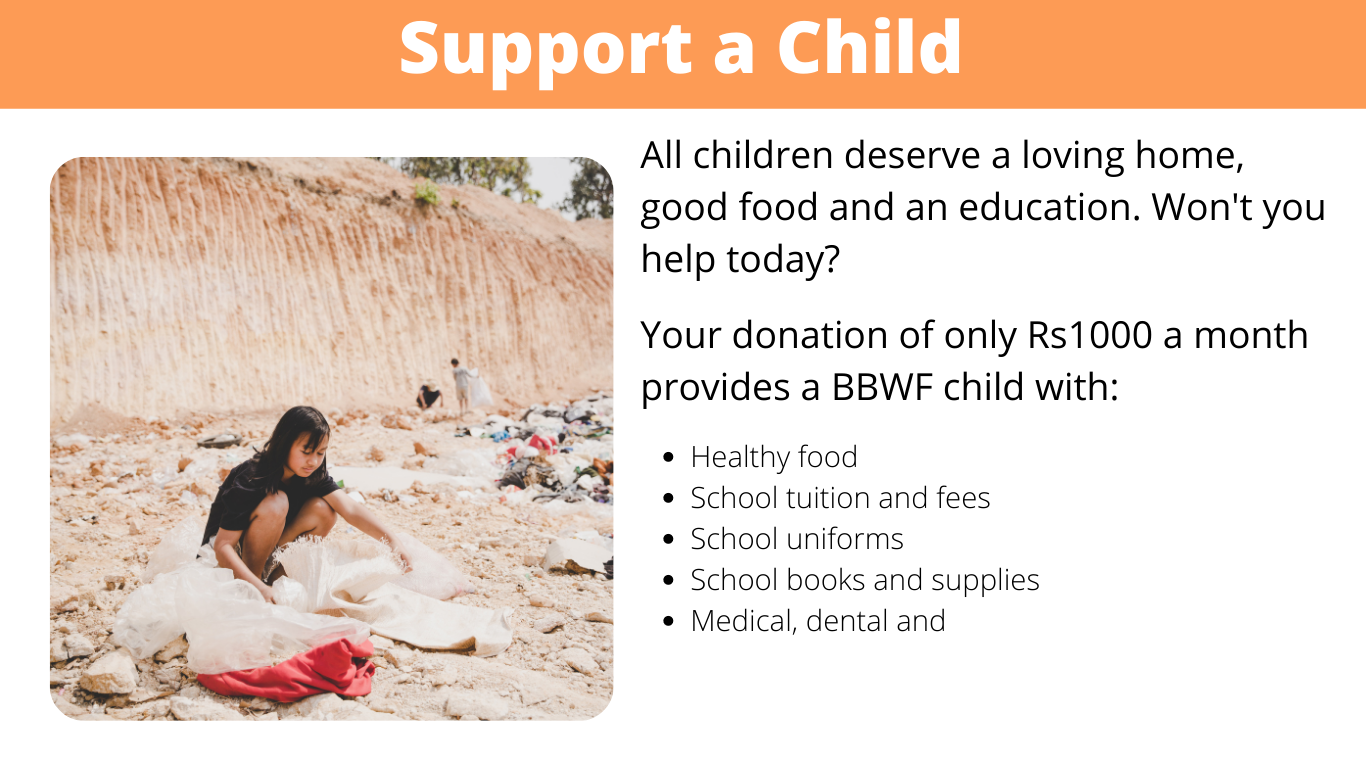 Support a Child
All children deserve a loving home,
good food and an education. Won't you
help today?
Your donation of only Rs1000 a month
provides a BBWF child with:
• Healthy food
• School tuition and fees
• School uniforms
• School books and supplies
• Medical, dental and